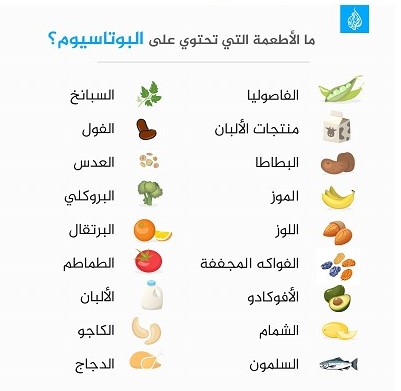 ما الأطعمة التي تحتوي على البوتاسيوم؟
الفاصوليا
منتجات الألبان
البطاطا
الموز
اللوز
الفواكه المجففة
الأفوكادو
الشمام
السلمون
السبانخ
الفول
العدس
البروكلي
البرتقال
الطماطم
الألبان
الكاجو
الدجاج